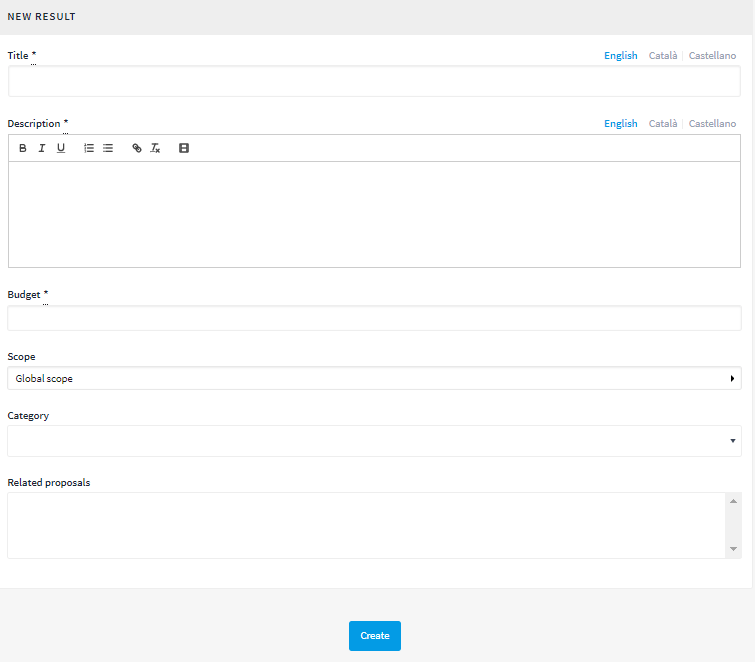 NEW RESULT
Title * English Català Castellano
Description * English Català Castellano
B I U
Budget *
Scope
Global scope
Category
Related proposals
Create